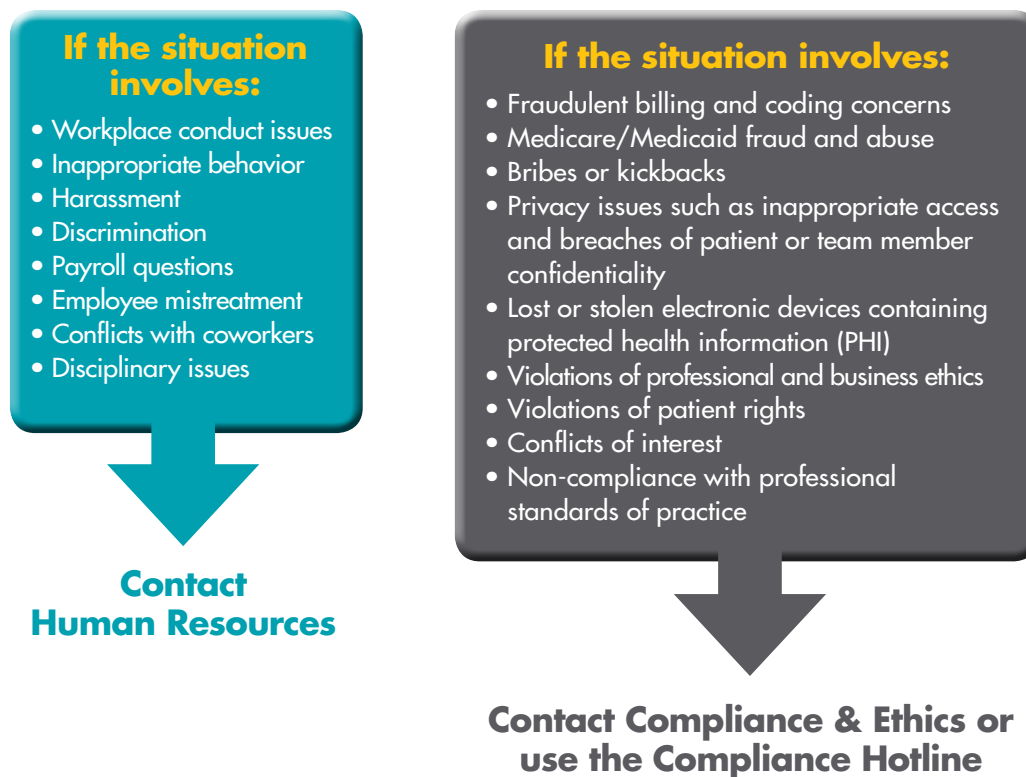 If the situation
involves:
• Workplace conduct issues
• Inappropriate behavior
• Harassment
• Discrimination
• Payroll questions
• Employee mistreatment
• Conflicts with coworkers
• Disciplinary issues
Contact
Human Resources
If the situation involves:
• Fraudulent billing and coding concerns
• Medicare/Medicaid fraud and abuse
• Bribes or kickbacks
• Privacy issues such as inappropriate access
and breaches of patient or team member
confidentiality
• Lost or stolen electronic devices containing
protected health information (PHI)
• Violations of professional and business ethics
• Violations of patient rights
• Conflicts of interest
• Non-compliance with professional
standards of practice
Contact Compliance & Ethics or
use the Compliance Hotline